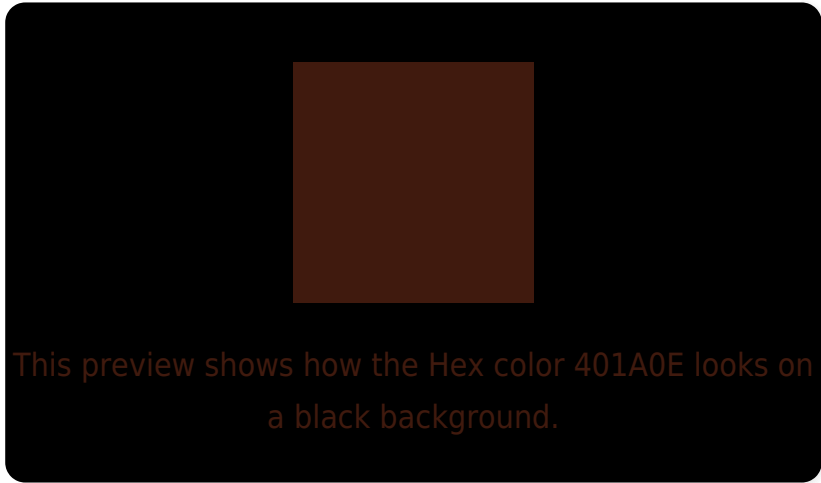 This preview shows how the Hex color 401A0E looks on
a black background.